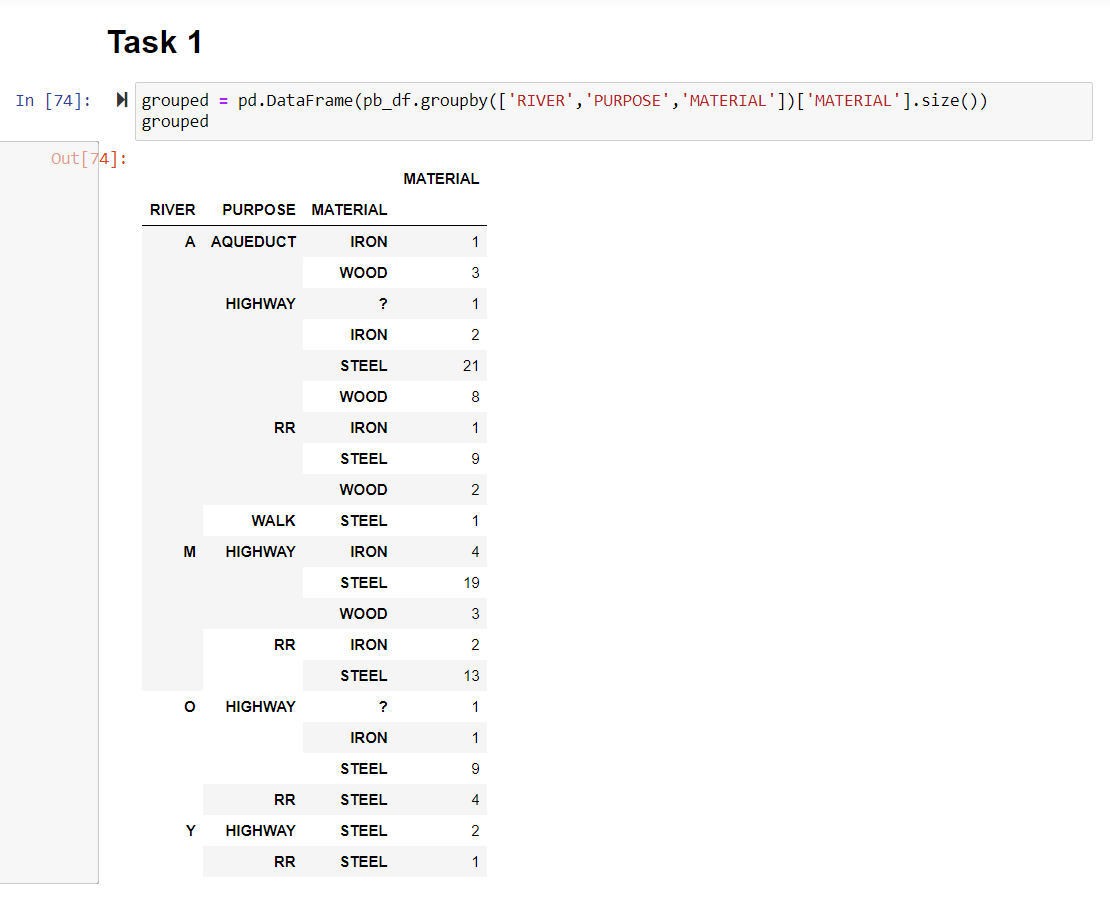 Task 1
In [74]:
grouped = pd.DataFrame(pb_df.groupby(['RIVER','PURPOSE','MATERIAL'])['MATERIAL'].size())
grouped
Out[74]:
MATERIAL
RIVER PURPOSE MATERIAL
A AQUEDUCT IRON 1
WOOD 3
HIGHWAY ? 1
IRON 2
STEEL 21
WOOD 8
RR IRON 1
STEEL 9
WOOD 2
WALK STEEL 1
M HIGHWAY IRON 4
STEEL 19
WOOD 3
RR IRON 2
STEEL 13
O HIGHWAY ? 1
IRON 1
STEEL 9
RR STEEL 4
Y HIGHWAY STEEL 2
RR STEEL 1